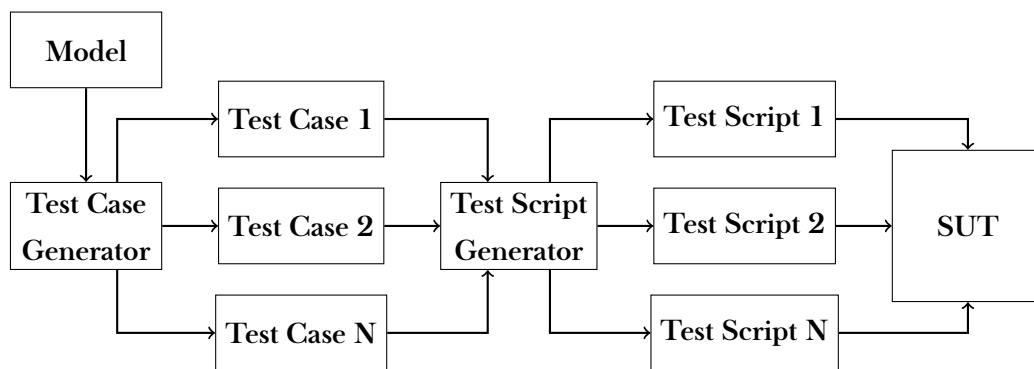 Model
Test Case 1
Test Script 1
Test Case
Generator
Test Case 2
Test Script
Generator
Test Script 2
SUT
Test Case N
Test Script N